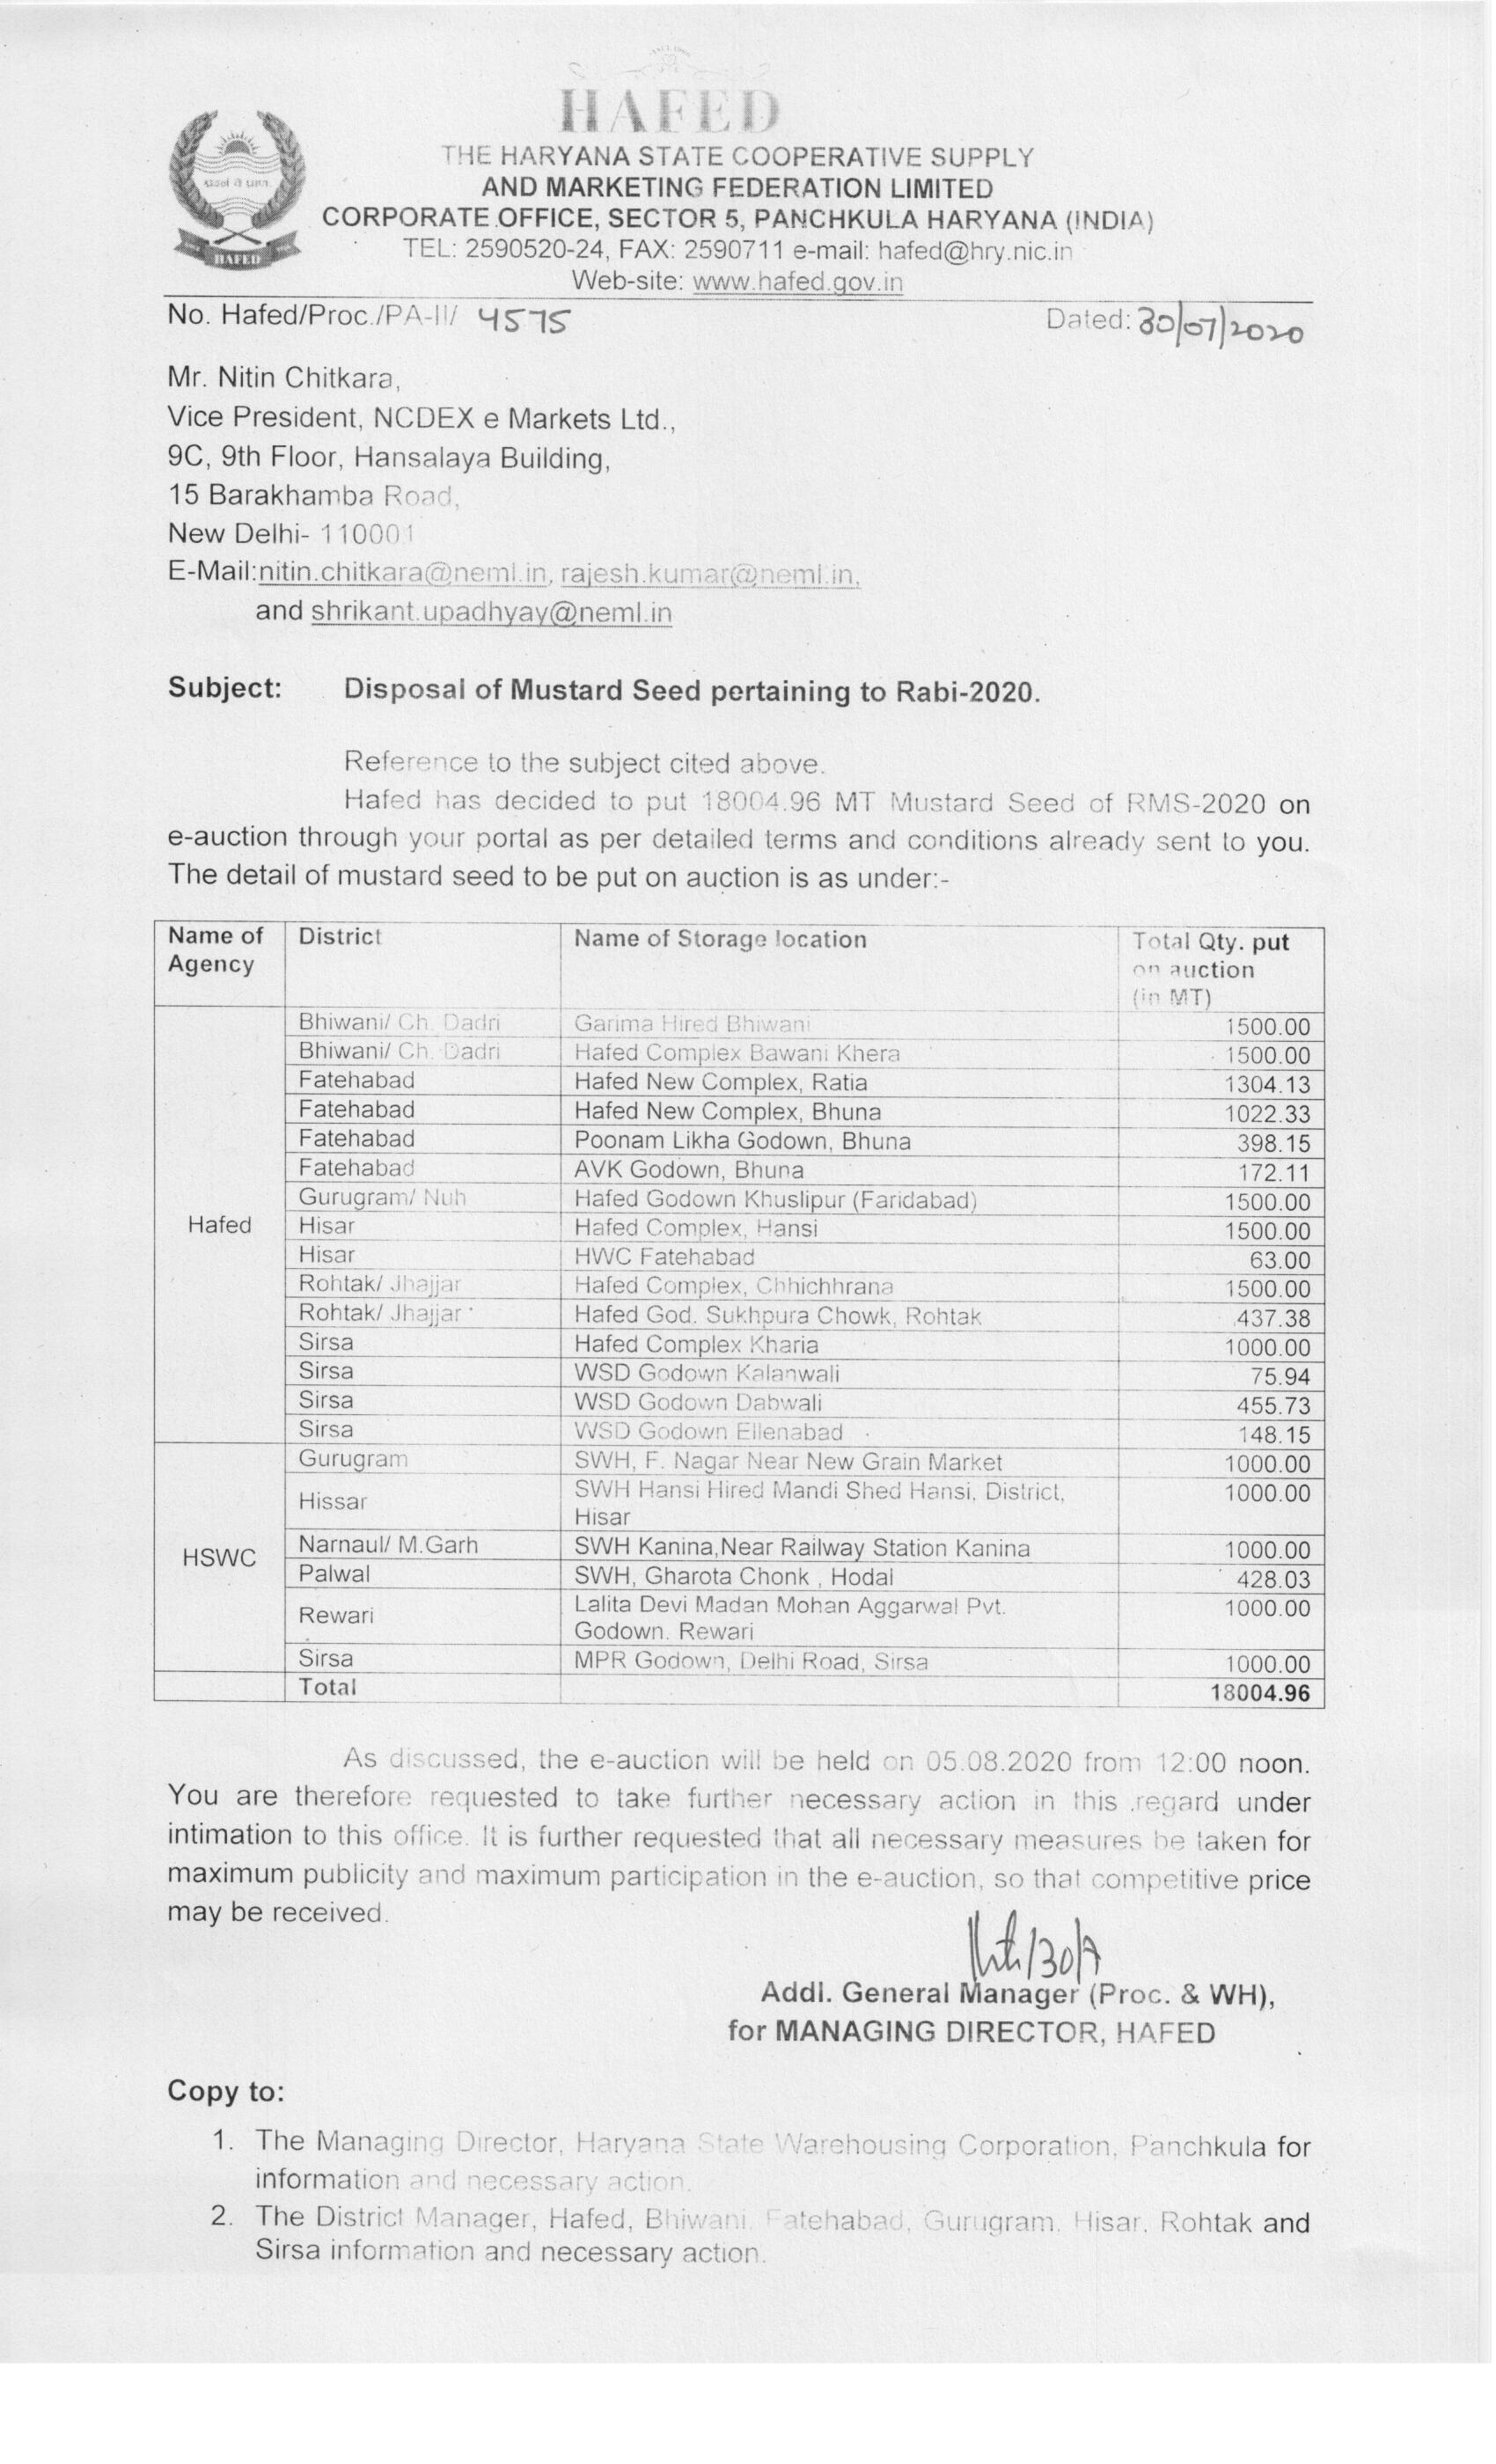 HAFED
THE HARYANA STATE COOPERATIVE SUPPLY
AND MARKETING FEDERATION LIMITED
CORPORATE OFFICE, SECTOR 5, PANCHKULA HARYANA (INDIA)
TEL: 2590520-24, FAX: 2590711 e-mail: hafed@hry.nic.in
Web-site: www.hafed.gov.in
HAFED
No. Hafed/Proc./PA-II/ 4575 Dated: 30/07/2020
Mr. Nitin Chitkara,
Vice President, NCDEX e Markets Ltd.,
9C, 9th Floor, Hansalaya Building,
15 Barakhamba Road,
New Delhi- 110001
E-Mail:nitin.chitkara@neml.in, rajesh.kumar@neml.in,
and shrikant.upadhyay@neml.in
Subject: Disposal of Mustard Seed pertaining to Rabi-2020.
Reference to the subject cited above.
Hafed has decided to put 18004.96 MT Mustard Seed of RMS-2020 on
e-auction through your portal as per detailed terms and conditions already sent to you.
The detail of mustard seed to be put on auction is as under:-
Name of Agency District Name of Storage location Total Qty. put on auction (in MT)
Bhiwani/ Ch. Dadri Garima Hired Bhiwani 1500.00
Bhiwani/ Ch. Dadri Hafed Complex Bawani Khera 1500.00
Fatehabad Hafed New Complex, Ratia 1304.13
Fatehabad Hafed New Complex, Bhuna 1022.33
Fatehabad Poonam Likha Godown, Bhuna 398.15
Fatehabad AVK Godown, Bhuna 172.11
Gurugram/ Nuh Hafed Godown Khuslipur (Faridabad) 1500.00
Hafed Hisar Hafed Complex, Hansi 1500.00
Hisar HWC Fatehabad 63.00
Rohtak/ Jhajjar Hafed Complex, Chhichhrana 1500.00
Rohtak/ Jhajjar Hafed God. Sukhpura Chowk, Rohtak 437.38
Sirsa Hafed Complex Kharia 1000.00
Sirsa WSD Godown Kalanwali 75.94
Sirsa WSD Godown Dabwali 455.73
Sirsa WSD Godown Ellenabad 148.15
Gurugram SWH, F. Nagar Near New Grain Market 1000.00
Hissar SWH Hansi Hired Mandi Shed Hansi, District, Hisar 1000.00
HSWC Narnaul/ M.Garh SWH Kanina,Near Railway Station Kanina 1000.00
Palwal SWH, Gharota Chonk , Hodal 428.03
Rewari Lalita Devi Madan Mohan Aggarwal Pvt. Godown. Rewari 1000.00
Sirsa MPR Godown, Delhi Road, Sirsa 1000.00
Total 18004.96
As discussed, the e-auction will be held on 05.08.2020 from 12:00 noon.
You are therefore requested to take further necessary action in this regard under
intimation to this office. It is further requested that all necessary measures be taken for
maximum publicity and maximum participation in the e-auction, so that competitive price
may be received.
30/7
Addl. General Manager (Proc. & WH),
for MANAGING DIRECTOR, HAFED
Copy to:
1. The Managing Director, Haryana State Warehousing Corporation, Panchkula for
information and necessary action.
2. The District Manager, Hafed, Bhiwani, Fatehabad, Gurugram, Hisar, Rohtak and
Sirsa information and necessary action.